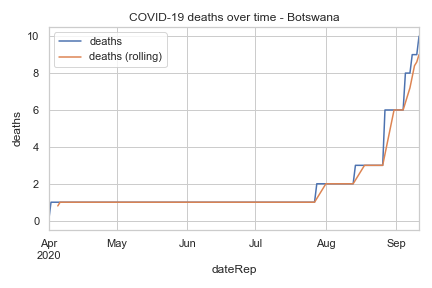 COVID-19 deaths over time - Botswana
deaths
deaths (rolling)
deaths
10
8
6
4
2
0
Apr
2020
May
Jun
Jul
Aug
Sep
dateRep